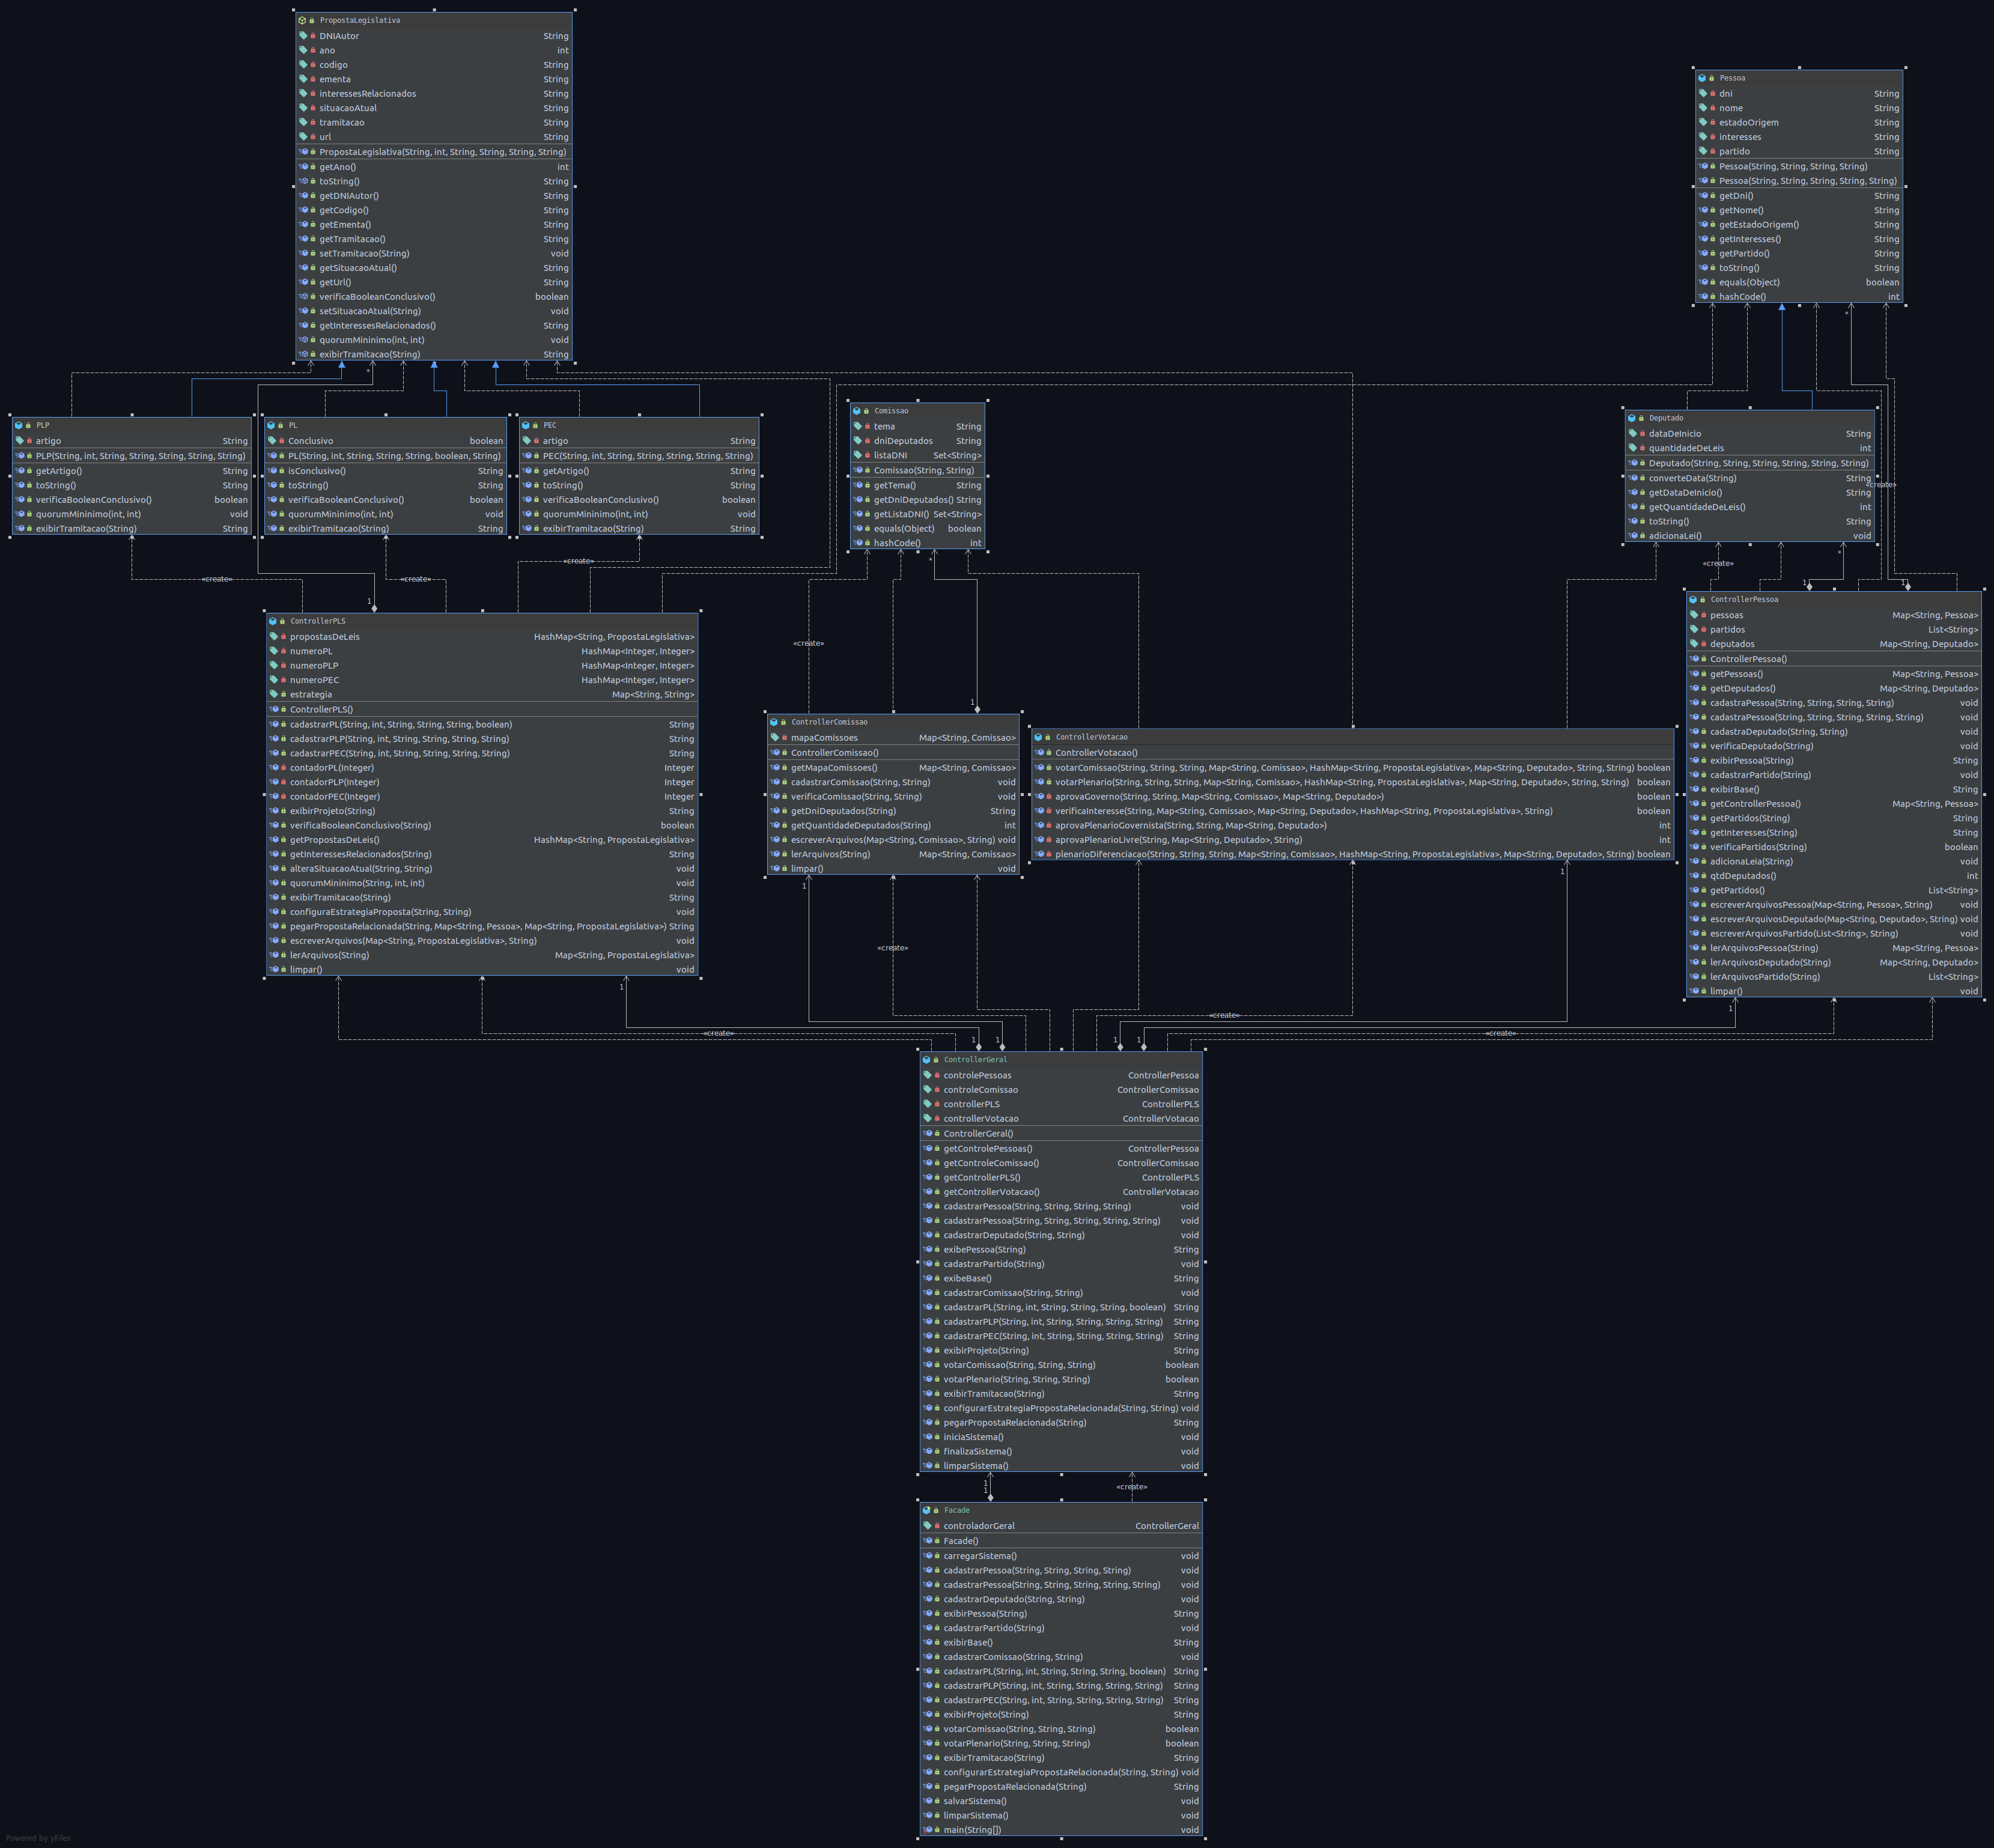 PropostaLegislativa
DNIAutor String
ano int
codigo String
ementa String
interessesRelacionados String
situacaoAtual String
tramitacao String
url String
PropostaLegislativa(String, int, String, String, String, String)
getAno() int
toString() String
getDNIAutor() String
getCodigo() String
getEmenta() String
getTramitacao() String
setTramitacao(String) void
getSituacaoAtual() String
getUrl() String
verificaBooleanConclusivo() boolean
setSituacaoAtual(String) void
getInteressesRelacionados() String
quorumMininimo(int, int) void
exibirTramitacao(String) String
Pessoa
dni String
nome String
estadoOrigem String
interesses String
partido String
Pessoa(String, String, String, String)
Pessoa(String, String, String, String, String)
getDni() String
getNome() String
getEstadoOrigem() String
getInteresses() String
getPartido() String
toString() String
equals(Object) boolean
hashCode() int
*
*
PLP
artigo String
PLP(String, int, String, String, String, String, String)
getArtigo() String
toString() String
verificaBooleanConclusivo() boolean
quorumMininimo(int, int) void
exibirTramitacao(String) String
PL
Conclusivo boolean
PL(String, int, String, String, String, boolean, String)
isConclusivo() String
toString() String
verificaBooleanConclusivo() boolean
quorumMininimo(int, int) void
exibirTramitacao(String) String
PEC
artigo String
PEC(String, int, String, String, String, String, String)
getArtigo() String
toString() String
verificaBooleanConclusivo() boolean
quorumMininimo(int, int) void
exibirTramitacao(String) String
Comissao
tema String
dniDeputados String
listaDNI Set<String>
Comissao(String, String)
getTema() String
getDniDeputados() String
getListaDNI() Set<String>
equals(Object) boolean
hashCode() int
Deputado
dataDeInicio String
quantidadeDeLeis int
Deputado(String, String, String, String, String, String)
converteData(String) String
getDataDeInicio() String
getQuantidadeDeLeis() int
toString() String
adicionaLei() void
«create»
*
*
«create»
«create»
«create»
«create»
1
1
1
ControllerPLS
propostasDeLeis HashMap<String, PropostaLegislativa>
numeroPL HashMap<Integer, Integer>
numeroPLP HashMap<Integer, Integer>
numeroPEC HashMap<Integer, Integer>
estrategia Map<String, String>
ControllerPLS()
cadastrarPL(String, int, String, String, String, boolean) String
cadastrarPLP(String, int, String, String, String, String) String
cadastrarPEC(String, int, String, String, String, String) String
contadorPL(Integer) Integer
contadorPLP(Integer) Integer
contadorPEC(Integer) Integer
exibirProjeto(String) String
verificaBooleanConclusivo(String) boolean
getPropostasDeLeis() HashMap<String, PropostaLegislativa>
getInteressesRelacionados(String) String
alteraSituacaoAtual(String, String) void
quorumMininimo(String, int, int) void
exibirTramitacao(String) String
configuraEstrategiaProposta(String, String) void
pegarPropostaRelacionada(String, Map<String, Pessoa>, Map<String, PropostaLegislativa>) String
escreverArquivos(Map<String, PropostaLegislativa>, String) void
lerArquivos(String) Map<String, PropostaLegislativa>
limpar() void
«create»
1
ControllerComissao
mapaComissoes Map<String, Comissao>
ControllerComissao()
getMapaComissoes() Map<String, Comissao>
cadastrarComissao(String, String) void
verificaComissao(String, String) void
getDniDeputados(String) String
getQuantidadeDeputados(String) int
escreverArquivos(Map<String, Comissao>, String) void
lerArquivos(String) Map<String, Comissao>
limpar() void
ControllerVotacao
ControllerVotacao()
votarComissao(String, String, String, Map<String, Comissao>, HashMap<String, PropostaLegislativa>, Map<String, Deputado>, String, String) boolean
votarPlenario(String, String, String, Map<String, Comissao>, HashMap<String, PropostaLegislativa>, Map<String, Deputado>, String, String) boolean
aprovaGoverno(String, String, Map<String, Comissao>, Map<String, Deputado>) boolean
verificaInteresse(String, Map<String, Comissao>, Map<String, Deputado>, HashMap<String, PropostaLegislativa>, String) boolean
aprovaPlenarioGovernista(String, String, Map<String, Deputado>) int
aprovaPlenarioLivre(String, Map<String, Deputado>, String) int
plenarioDiferenciacao(String, String, String, Map<String, Comissao>, HashMap<String, PropostaLegislativa>, Map<String, Deputado>, String) boolean
ControllerPessoa
pessoas Map<String, Pessoa>
partidos List<String>
deputados Map<String, Deputado>
ControllerPessoa()
getPessoas() Map<String, Pessoa>
getDeputados() Map<String, Deputado>
cadastraPessoa(String, String, String, String) void
cadastraPessoa(String, String, String, String, String) void
cadastraDeputado(String, String) void
verificaDeputado(String) void
exibirPessoa(String) String
cadastrarPartido(String) void
exibirBase() String
getControllerPessoa() Map<String, Pessoa>
getPartidos(String) String
getInteresses(String) String
verificaPartidos(String) boolean
adicionaLeia(String) void
qtdDeputados() int
getPartidos() List<String>
escreverArquivosPessoa(Map<String, Pessoa>, String) void
escreverArquivosDeputado(Map<String, Deputado>, String) void
escreverArquivosPartido(List<String>, String) void
lerArquivosPessoa(String) Map<String, Pessoa>
lerArquivosDeputado(String) Map<String, Deputado>
lerArquivosPartido(String) List<String>
limpar() void
1
1
«create»
1
1
«create»
«create»
«create»
1
1
1
1
ControllerGeral
controlePessoas ControllerPessoa
controleComissao ControllerComissao
controllerPLS ControllerPLS
controllerVotacao ControllerVotacao
ControllerGeral()
getControlePessoas() ControllerPessoa
getControleComissao() ControllerComissao
getControllerPLS() ControllerPLS
getControllerVotacao() ControllerVotacao
cadastrarPessoa(String, String, String, String) void
cadastrarPessoa(String, String, String, String, String) void
cadastrarDeputado(String, String) void
exibePessoa(String) String
cadastrarPartido(String) void
exibeBase() String
cadastrarComissao(String, String) void
cadastrarPL(String, int, String, String, String, boolean) String
cadastrarPLP(String, int, String, String, String, String) String
cadastrarPEC(String, int, String, String, String, String) String
exibirProjeto(String) String
votarComissao(String, String, String) boolean
votarPlenario(String, String, String) boolean
exibirTramitacao(String) String
configurarEstrategiaPropostaRelacionada(String, String) void
pegarPropostaRelacionada(String) String
iniciaSistema() void
finalizaSistema() void
limparSistema() void
1
1
«create»
Facade
controladorGeral ControllerGeral
Facade()
carregarSistema() void
cadastrarPessoa(String, String, String, String) void
cadastrarPessoa(String, String, String, String, String) void
cadastrarDeputado(String, String) void
exibirPessoa(String) String
cadastrarPartido(String) void
exibirBase() String
cadastrarComissao(String, String) void
cadastrarPL(String, int, String, String, String, boolean) String
cadastrarPLP(String, int, String, String, String, String) String
cadastrarPEC(String, int, String, String, String, String) String
exibirProjeto(String) String
votarComissao(String, String, String) boolean
votarPlenario(String, String, String) boolean
exibirTramitacao(String) String
configurarEstrategiaPropostaRelacionada(String, String) void
pegarPropostaRelacionada(String) String
salvarSistema() void
limparSistema() void
main(String[]) void
Powered by yFiles